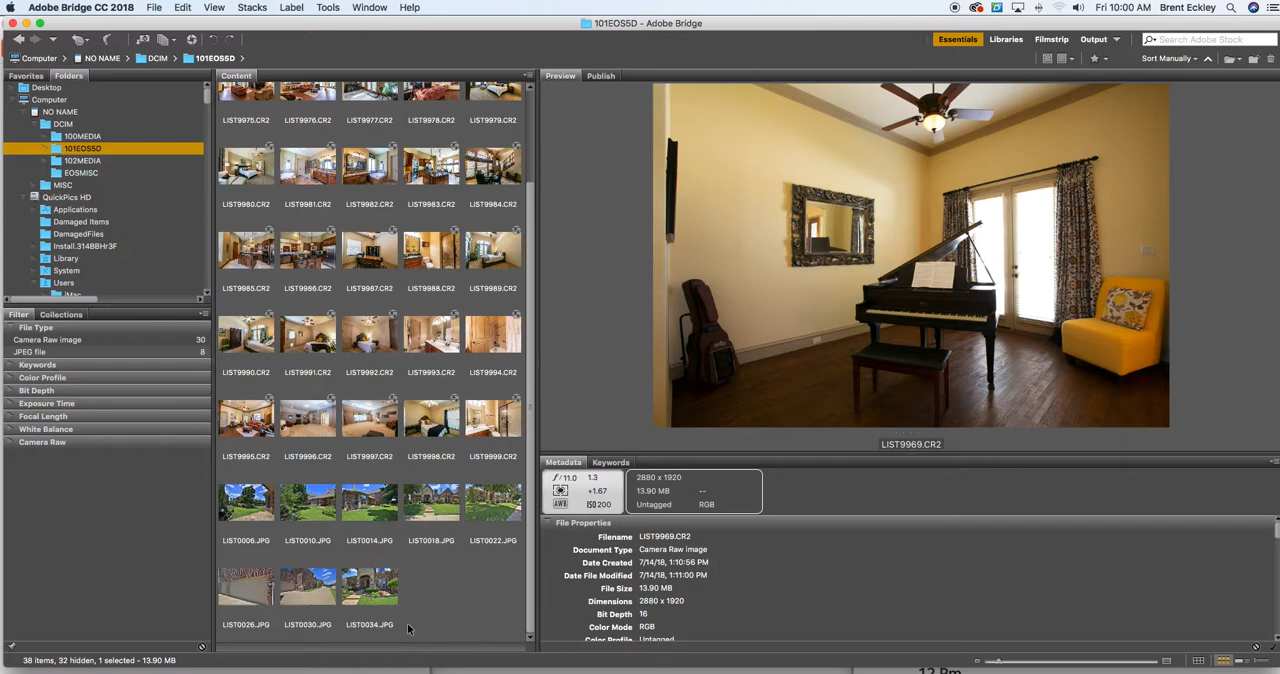 Adobe Bridge CC 2018 File Edit View Stacks Label Tools Window Help Fri 10:00 AM Brent Eckley
101EOS5D - Adobe Bridge
Essentials Libraries Filmstrip Output Search Adobe Stock
Computer NO NAME DCIM 101EOS5D Sort Manually
Favorites Folders Content Preview Publish
Desktop
Computer
NO NAME
DCIM
100MEDIA
101EOS5D
102MEDIA
EOSMISC
MISC
QuickPics HD
Applications
Damaged Items
DamagedFiles
Install.314BBHr3F
Library
System
Users
iMac
Filter Collections
File Type
Camera Raw image 30
JPEG file 8
Keywords
Color Profile
Bit Depth
Exposure Time
Focal Length
White Balance
Camera Raw
LIST9975.CR2 LIST9976.CR2 LIST9977.CR2 LIST9978.CR2 LIST9979.CR2
LIST9980.CR2 LIST9981.CR2 LIST9982.CR2 LIST9983.CR2 LIST9984.CR2
LIST9985.CR2 LIST9986.CR2 LIST9987.CR2 LIST9988.CR2 LIST9989.CR2
LIST9990.CR2 LIST9991.CR2 LIST9992.CR2 LIST9993.CR2 LIST9994.CR2
LIST9995.CR2 LIST9996.CR2 LIST9997.CR2 LIST9998.CR2 LIST9999.CR2
LIST0006.JPG LIST0010.JPG LIST0014.JPG LIST0018.JPG LIST0022.JPG
LIST0026.JPG LIST0030.JPG LIST0034.JPG
LIST9969.CR2
Metadata Keywords
f/11.0 1.3 2880 x 1920
+1.67 13.90 MB --
AWB ISO 200 Untagged RGB
File Properties
Filename LIST9969.CR2
Document Type Camera Raw image
Date Created 7/14/18, 1:10:56 PM
Date File Modified 7/14/18, 1:11:00 PM
File Size 13.90 MB
Dimensions 2880 x 1920
Bit Depth 16
Color Mode RGB
Color Profile Untagged
38 items, 32 hidden, 1 selected - 13.90 MB
12 Pm